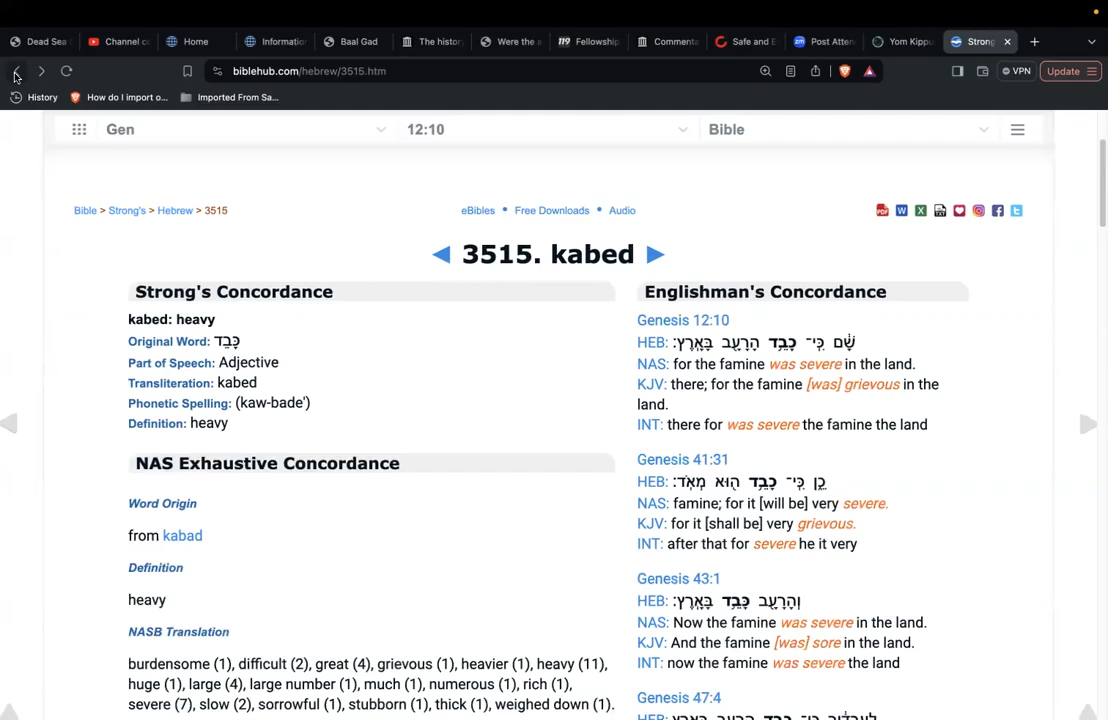 Dead Sea
Channel c
Home
Informatio
Baal Gad
The histor
Were the a
119 Fellowship
Commenta
Safe and E
zm Post Atten
Yom Kippu
Strong
biblehub.com/hebrew/3515.htm
VPN
Update
History
How do I import o...
Imported From Sa...
Gen
12:10
Bible
Bible > Strong's > Hebrew > 3515
eBibles • Free Downloads • Audio
◄ 3515. kabed ►
Strong's Concordance
kabed: heavy
Original Word: כָּבֵד
Part of Speech: Adjective
Transliteration: kabed
Phonetic Spelling: (kaw-bade')
Definition: heavy
NAS Exhaustive Concordance
Word Origin
from kabad
Definition
heavy
NASB Translation
burdensome (1), difficult (2), great (4), grievous (1), heavier (1), heavy (11),
huge (1), large (4), large number (1), much (1), numerous (1), rich (1),
severe (7), slow (2), sorrowful (1), stubborn (1), thick (1), weighed down (1).
Englishman's Concordance
Genesis 12:10
HEB: שָׁ֔ם כִּֽי־ כָבֵ֥ד הָרָעָ֖ב בָּאָֽרֶץ׃
NAS: for the famine was severe in the land.
KJV: there; for the famine [was] grievous in the
land.
INT: there for was severe the famine the land
Genesis 41:31
HEB: כֵ֑ן כִּֽי־ כָבֵ֥ד ה֖וּא מְאֹֽד׃
NAS: famine; for it [will be] very severe.
KJV: for it [shall be] very grievous.
INT: after that for severe he it very
Genesis 43:1
HEB: וְהָרָעָ֖ב כָּבֵ֥ד בָּאָֽרֶץ׃
NAS: Now the famine was severe in the land.
KJV: And the famine [was] sore in the land.
INT: now the famine was severe the land
Genesis 47:4